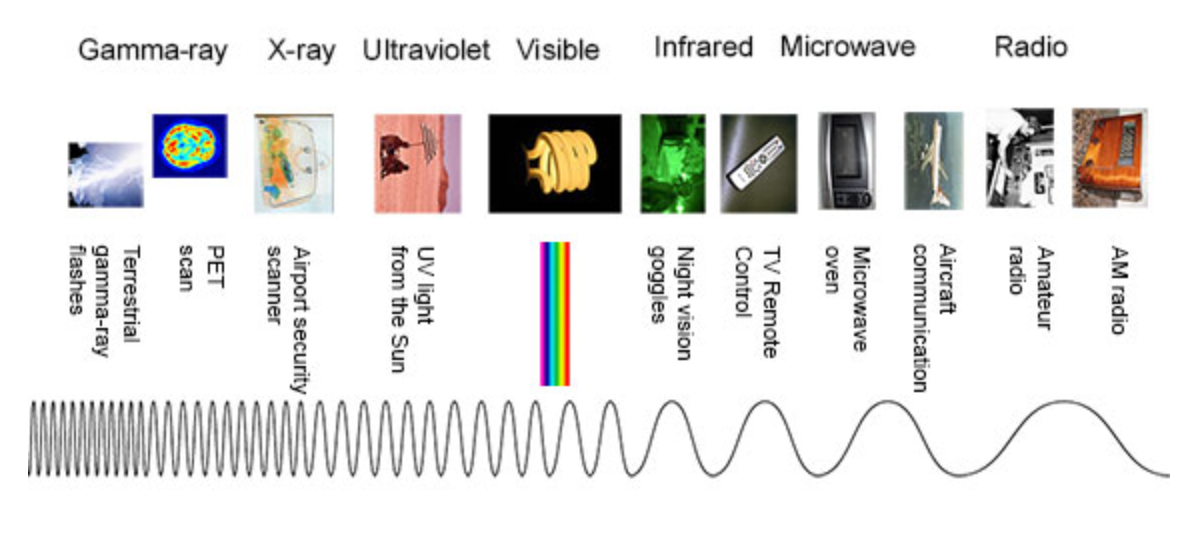 Gamma-ray X-ray Ultraviolet Visible Infrared Microwave Radio
Terrestrial
gamma-ray
flashes
PET
scan
Airport security
scanner
UV light
from the Sun
Night vision
goggles
TV Remote
Control
Microwave
oven
Aircraft
communication
Amateur
radio
AM radio